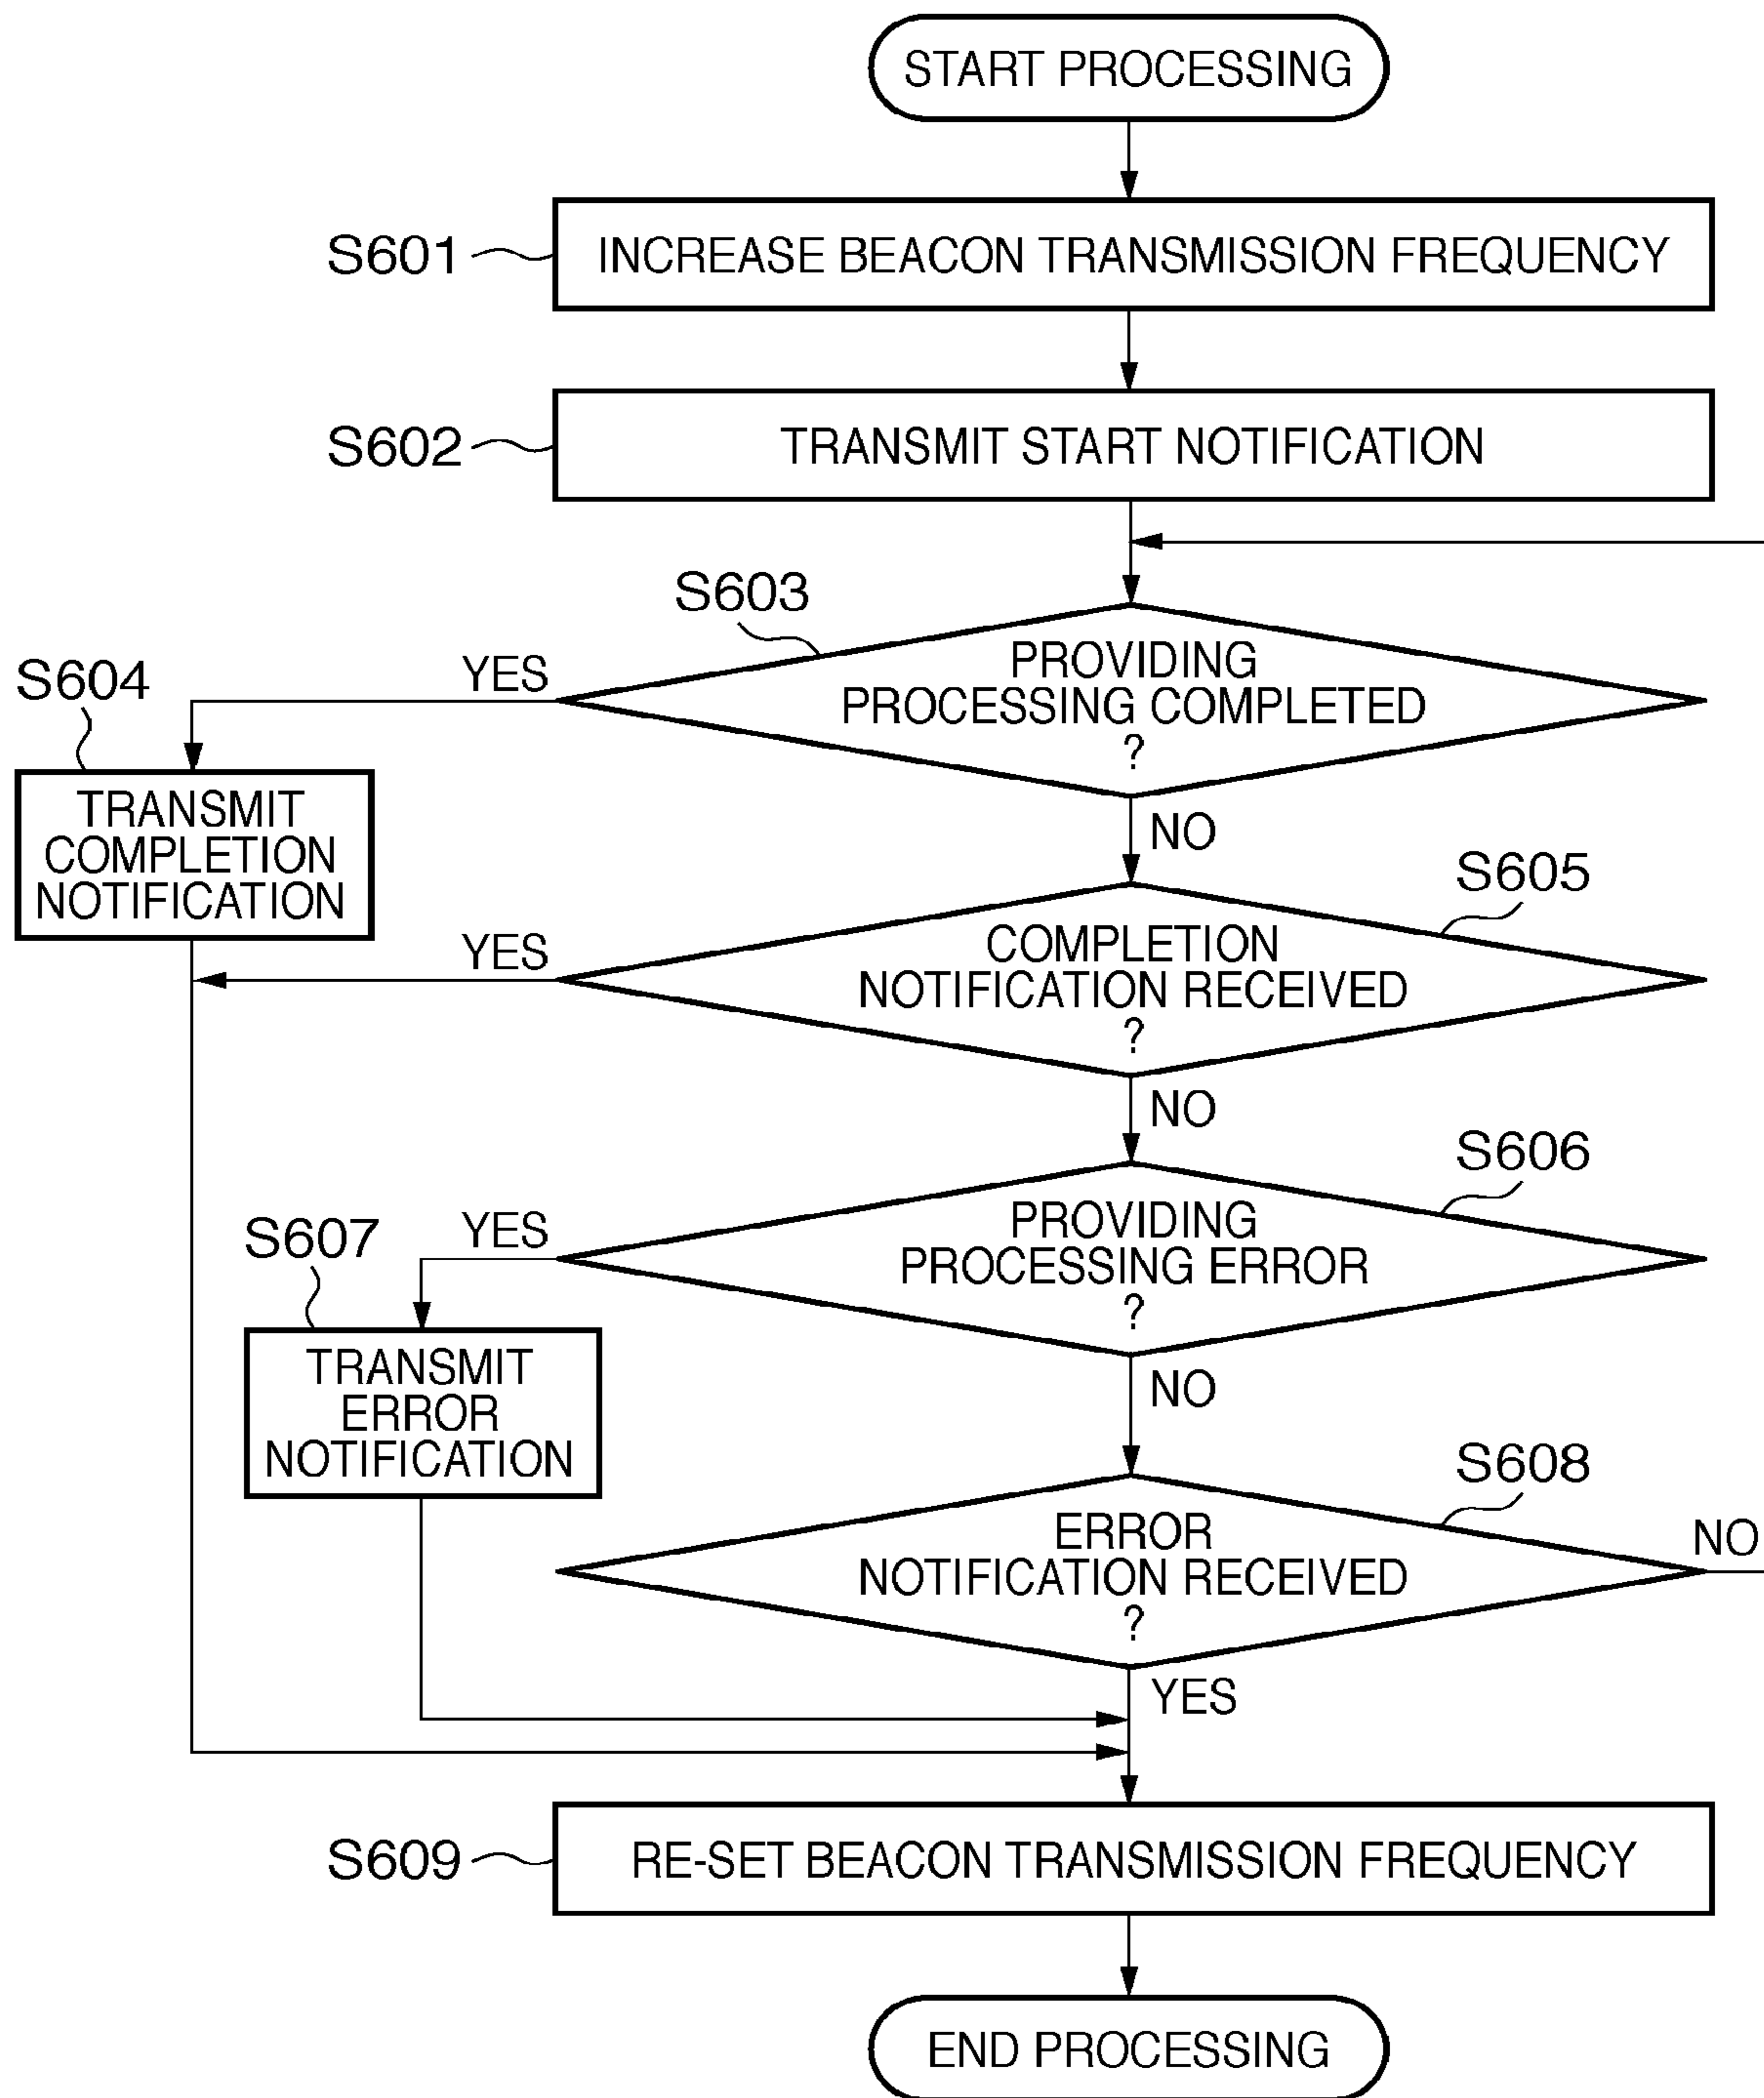 START PROCESSING
S601
INCREASE BEACON TRANSMISSION FREQUENCY
S602
TRANSMIT START NOTIFICATION
S603
PROVIDING
PROCESSING COMPLETED
?
YES
S604
TRANSMIT
COMPLETION
NOTIFICATION
NO
S605
COMPLETION
NOTIFICATION RECEIVED
?
YES
NO
S606
PROVIDING
PROCESSING ERROR
?
YES
S607
TRANSMIT
ERROR
NOTIFICATION
NO
S608
ERROR
NOTIFICATION RECEIVED
?
NO
YES
S609
RE-SET BEACON TRANSMISSION FREQUENCY
END PROCESSING